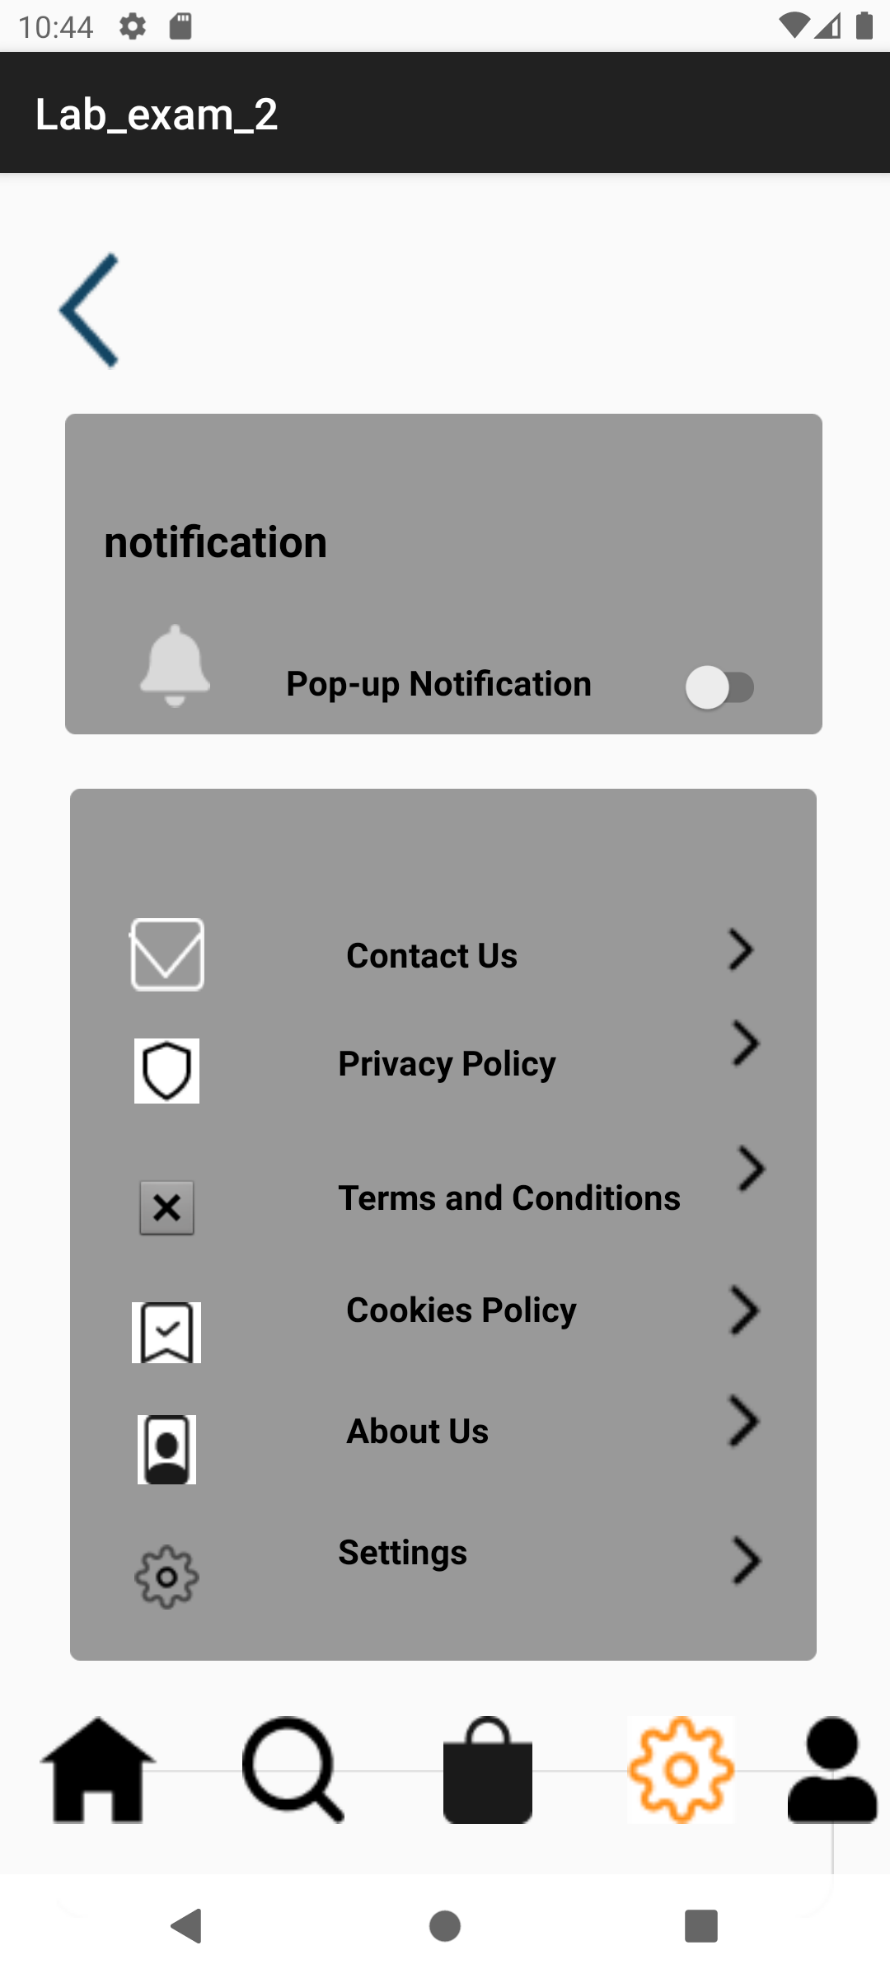 10:44
Lab_exam_2
notification
Pop-up Notification
Contact Us
Privacy Policy
Terms and Conditions
Cookies Policy
About Us
Settings